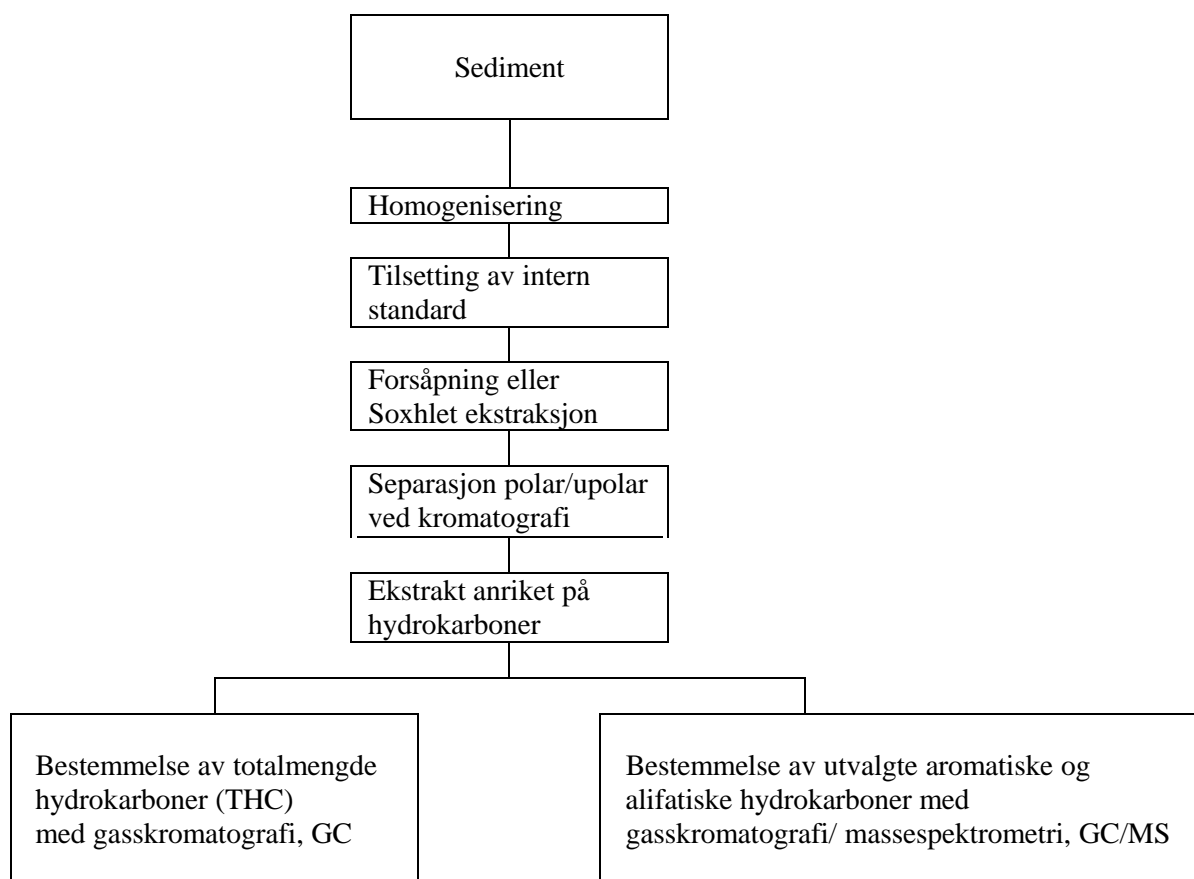 Sediment
Homogenisering
Tilsetting av intern
standard
Forsåpning eller
Soxhlet ekstraksjon
Separasjon polar/upolar
ved kromatografi
Ekstrakt anriket på
hydrokarboner
Bestemmelse av totalmengde
hydrokarboner (THC)
med gasskromatografi, GC
Bestemmelse av utvalgte aromatiske og
alifatiske hydrokarboner med
gasskromatografi/ massespektrometri, GC/MS